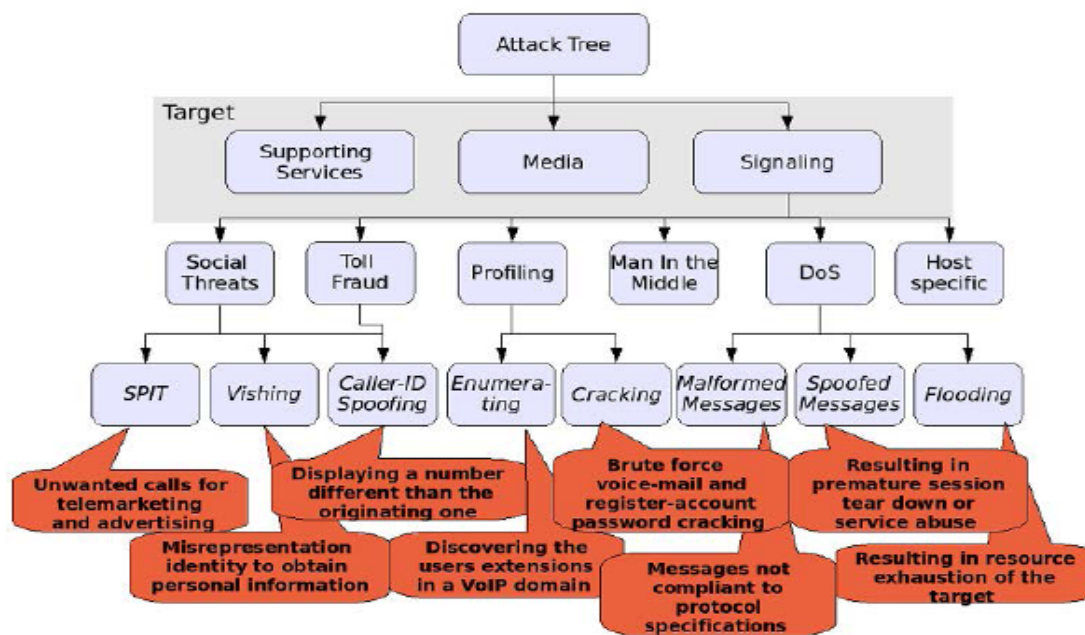 Attack Tree
Target
Supporting
Services
Media
Signaling
Social
Threats
Toll
Fraud
Profiling
Man In the
Middle
DoS
Host
specific
SPIT
Vishing
Caller-ID
Spoofing
Enumera-
ting
Cracking
Malformed
Messages
Spoofed
Messages
Flooding
Unwanted calls for
telemarketing
and advertising
Displaying a number
different than the
originating one
Brute force
voice-mail and
register-account
password cracking
Resulting in
premature session
tear down or
service abuse
Misrepresentation
identity to obtain
personal information
Discovering the
users extensions
in a VoIP domain
Messages not
compliant to
protocol
specifications
Resulting in resource
exhaustion of the
target